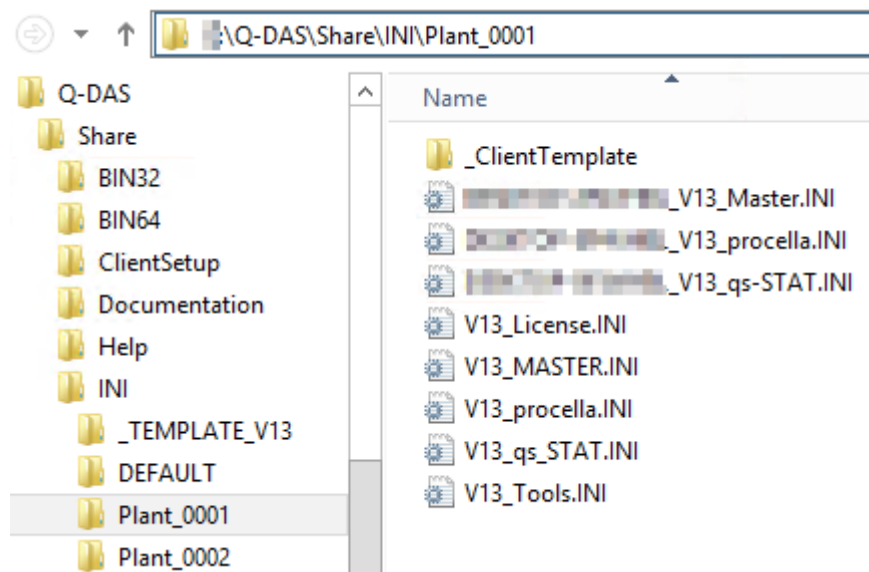 :\Q-DAS\Share\INI\Plant_0001
Q-DAS
Share
BIN32
BIN64
ClientSetup
Documentation
Help
INI
_TEMPLATE_V13
DEFAULT
Plant_0001
Plant_0002
Name
_ClientTemplate
_V13_Master.INI
_V13_procella.INI
_V13_qs-STAT.INI
V13_License.INI
V13_MASTER.INI
V13_procella.INI
V13_qs_STAT.INI
V13_Tools.INI